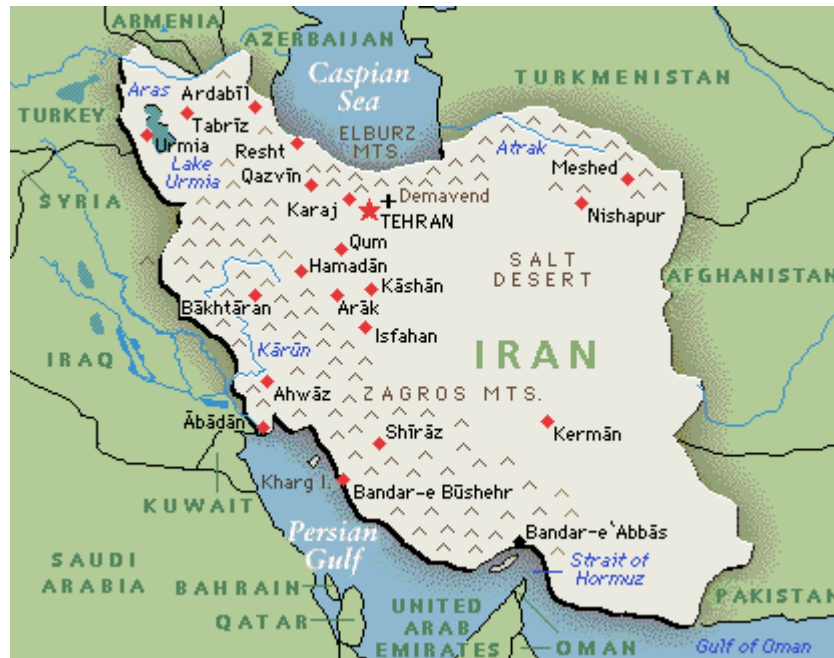 ARMENIA
AZERBAIJAN
Caspian
Sea
TURKMENISTAN
TURKEY
Aras
Ardabīl
Tabrīz
Urmia
Lake
Urmia
Resht
ELBURZ
MTS.
Atrak
Meshed
Qazvīn
Karaj
Demavend
TEHRAN
Nishapur
SYRIA
Qum
Hamadān
SALT
DESERT
AFGHANISTAN
Kāshān
Bākhtāran
Arāk
Isfahan
IRAQ
Kārūn
IRAN
Ahwāz
ZAGROS MTS.
Ābādān
Shīrāz
Kermān
Kharg I.
KUWAIT
Bandar-e Būshehr
Persian
Gulf
Bandar-e`Abbās
SAUDI
ARABIA
Strait of
Hormuz
BAHRAIN
QATAR
UNITED
ARAB
EMIRATES
OMAN
PAKISTAN
Gulf of Oman